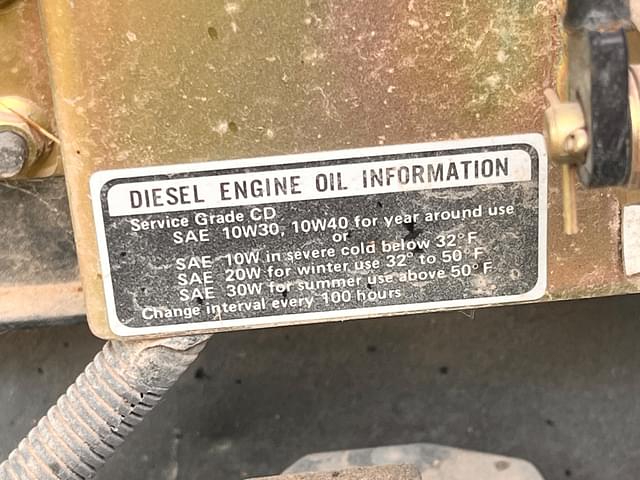 DIESEL ENGINE OIL INFORMATION
Service Grade CD
SAE 10W30, 10W40 for year around use
or
SAE 10W in severe cold below 32°F
SAE 20W for winter use 32° to 50°F
SAE 30W for summer use above 50°F
Change interval every 100 hours